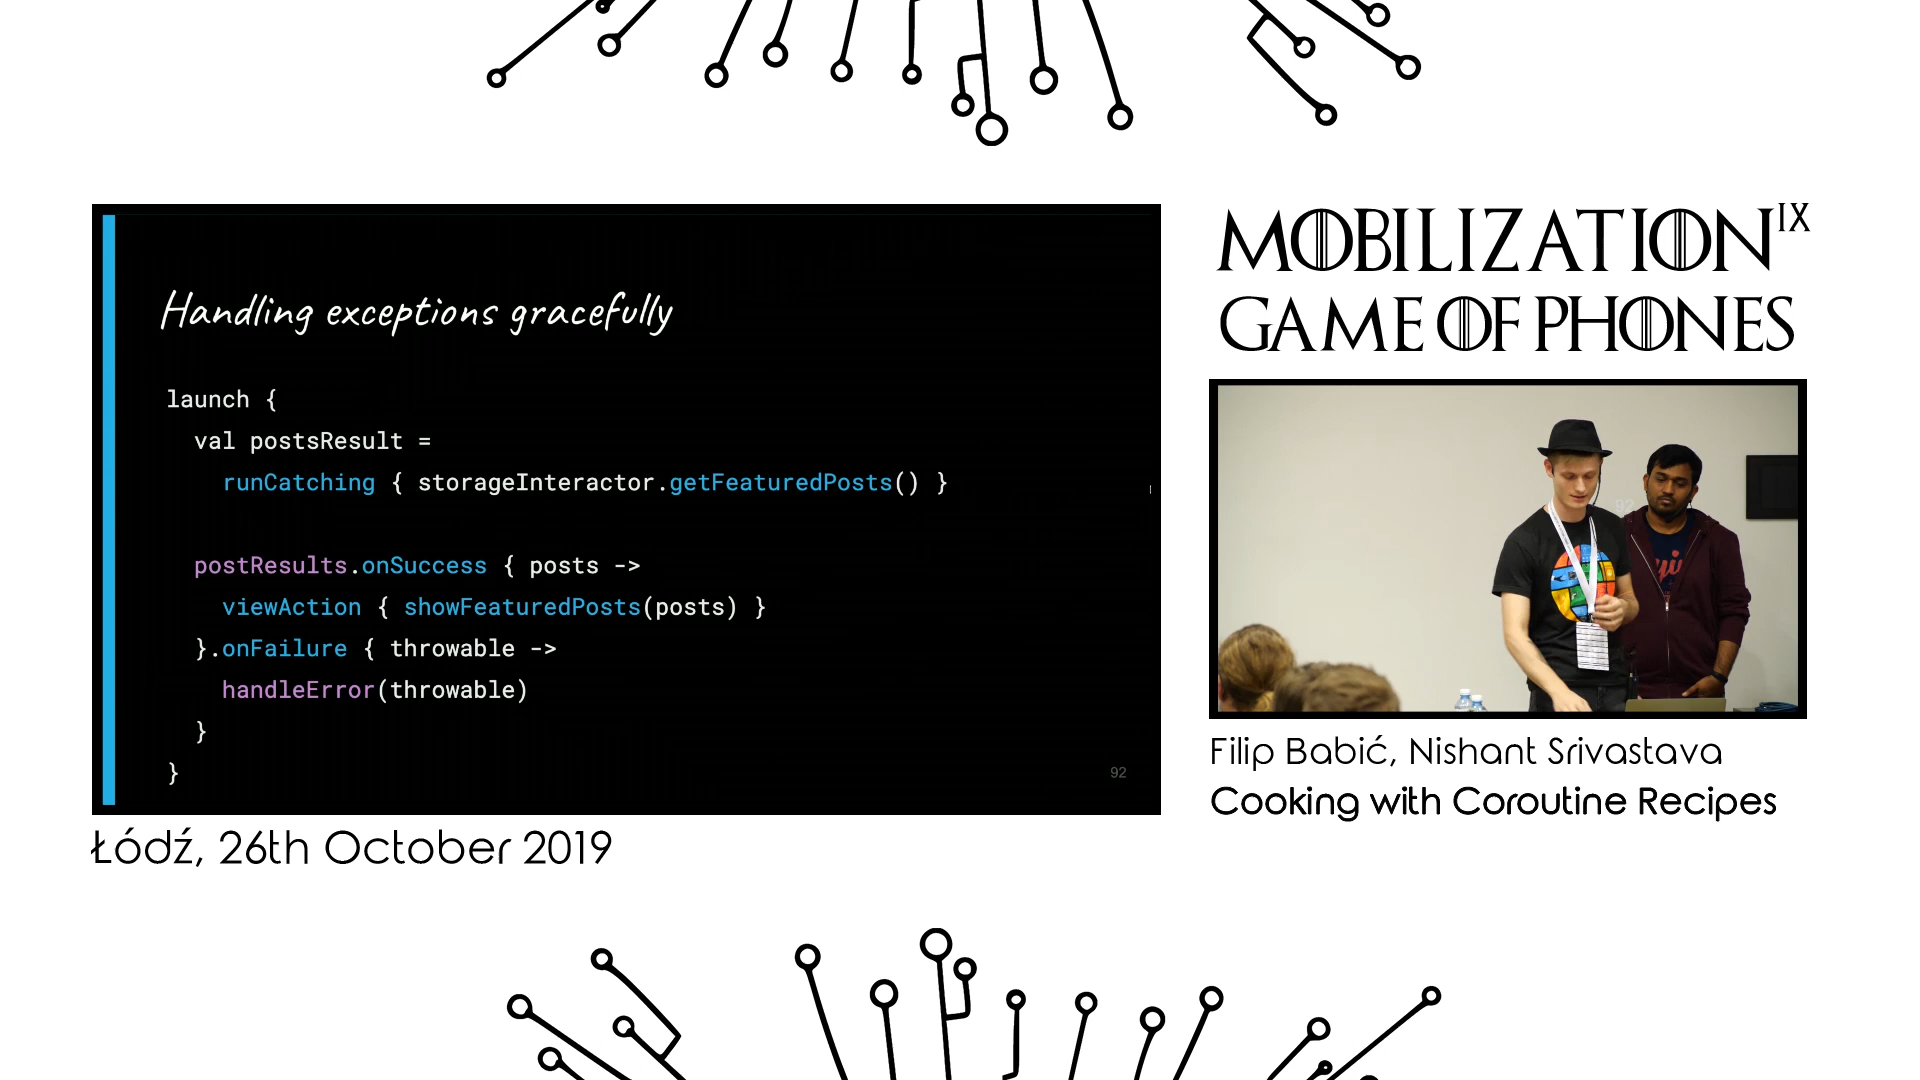 Handling exceptions gracefully
launch {
val postsResult =
runCatching { storageInteractor.getFeaturedPosts() }
postResults.onSuccess { posts ->
viewAction { showFeaturedPosts(posts) }
}.onFailure { throwable ->
handleError(throwable)
}
}
92
Łódź, 26th October 2019
MOBILIZATION IX
GAME OF PHONES
92
Filip Babić, Nishant Srivastava
Cooking with Coroutine Recipes